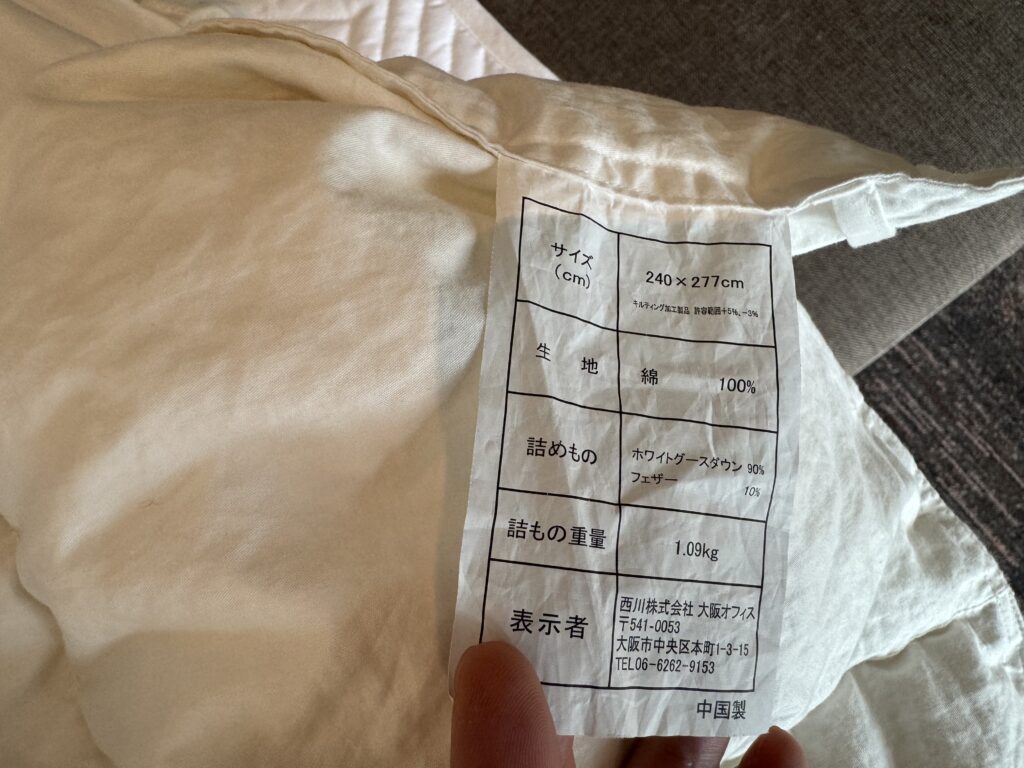 サイズ
(cm)
240×277cm
キルティング加工製品 許容範囲+5%、-3%
生 地
綿 100%
詰めもの
ホワイトグースダウン 90%
フェザー 10%
詰もの重量
1.09kg
表示者
西川株式会社 大阪オフィス
〒541-0053
大阪市中央区本町1-3-15
TEL06-6262-9153
中国製